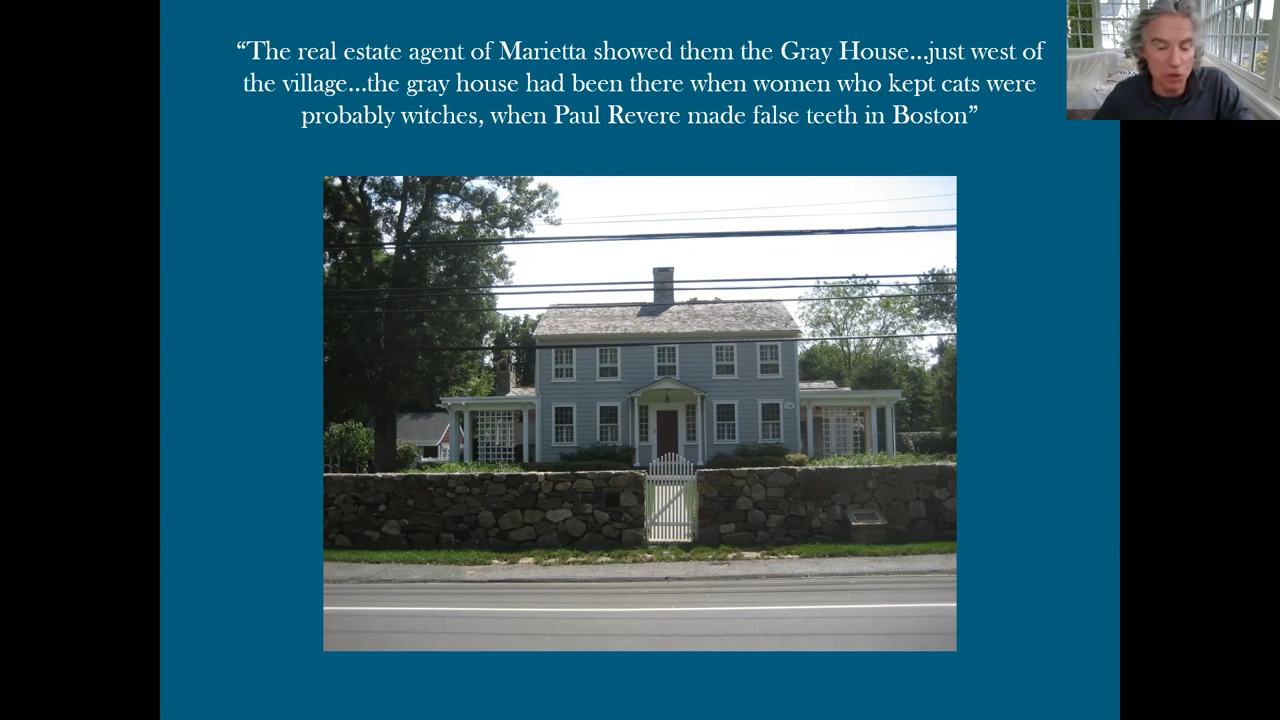 “The real estate agent of Marietta showed them the Gray House...just west of
the village...the gray house had been there when women who kept cats were
probably witches, when Paul Revere made false teeth in Boston”